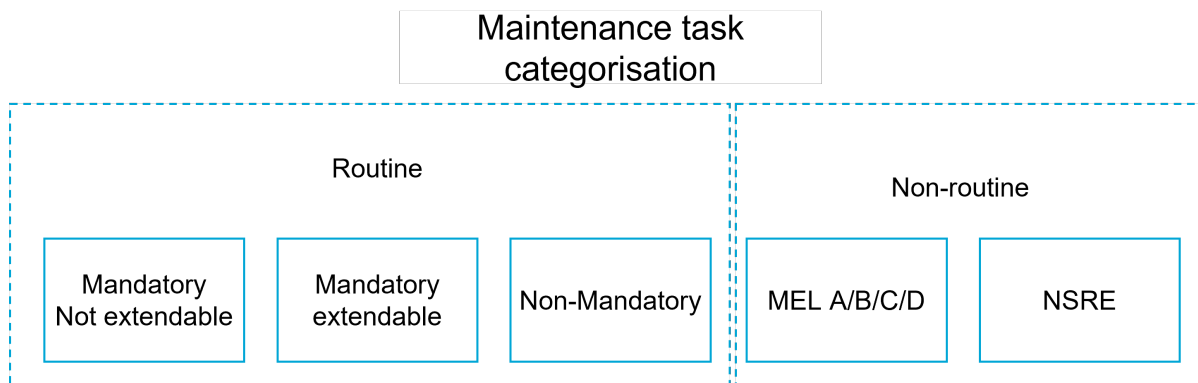 Maintenance task
categorisation
Routine
Non-routine
Mandatory
Not extendable
Mandatory
extendable
Non-Mandatory
MEL A/B/C/D
NSRE